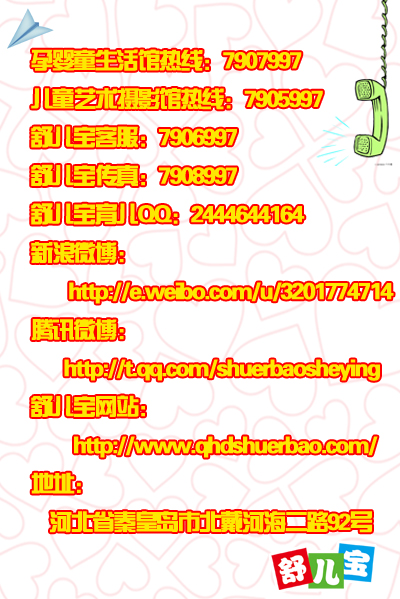 孕婴童生活馆热线：7907997
儿童艺术摄影馆热线：7905997
舒儿宝客服：7906997
舒儿宝传真：7908997
舒儿宝育儿QQ：2444644164
新浪微博：
http://e.weibo.com/u/3201774714
腾讯微博：
http://t.qq.com/shuerbaosheying
舒儿宝网站：
http://www.qhdshuerbao.com/
地址：
河北省秦皇岛市北戴河海二路92号
舒儿宝